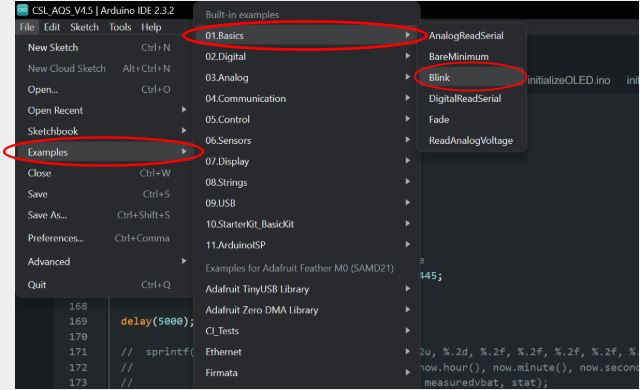 CSL_AQS_V4.5 | Arduino IDE 2.3.2
File Edit Sketch Tools Help
New Sketch Ctrl+N
New Cloud Sketch Alt+Ctrl+N
Open... Ctrl+O
Open Recent
Sketchbook
Examples
Close Ctrl+W
Save Ctrl+S
Save As... Ctrl+Shift+S
Preferences... Ctrl+Comma
Advanced
Quit Ctrl+Q
Built-in examples
01.Basics
02.Digital
03.Analog
04.Communication
05.Control
06.Sensors
07.Display
08.Strings
09.USB
10.StarterKit_BasicKit
11.ArduinoISP
Examples for Adafruit Feather M0 (SAMD21)
Adafruit TinyUSB Library
Adafruit Zero DMA Library
CI_Tests
Ethernet
Firmata
AnalogReadSerial
BareMinimum
Blink
DigitalReadSerial
Fade
ReadAnalogVoltage
initializeOLED.ino ini
445;
168
169 delay(5000);
170
171 // sprintf( 2u, %.2d, %.2f, %.2f, %.2f, %.2f, %.
172 // now.hour(), now.minute(), now.secon
173 // measuredvbat, stat);